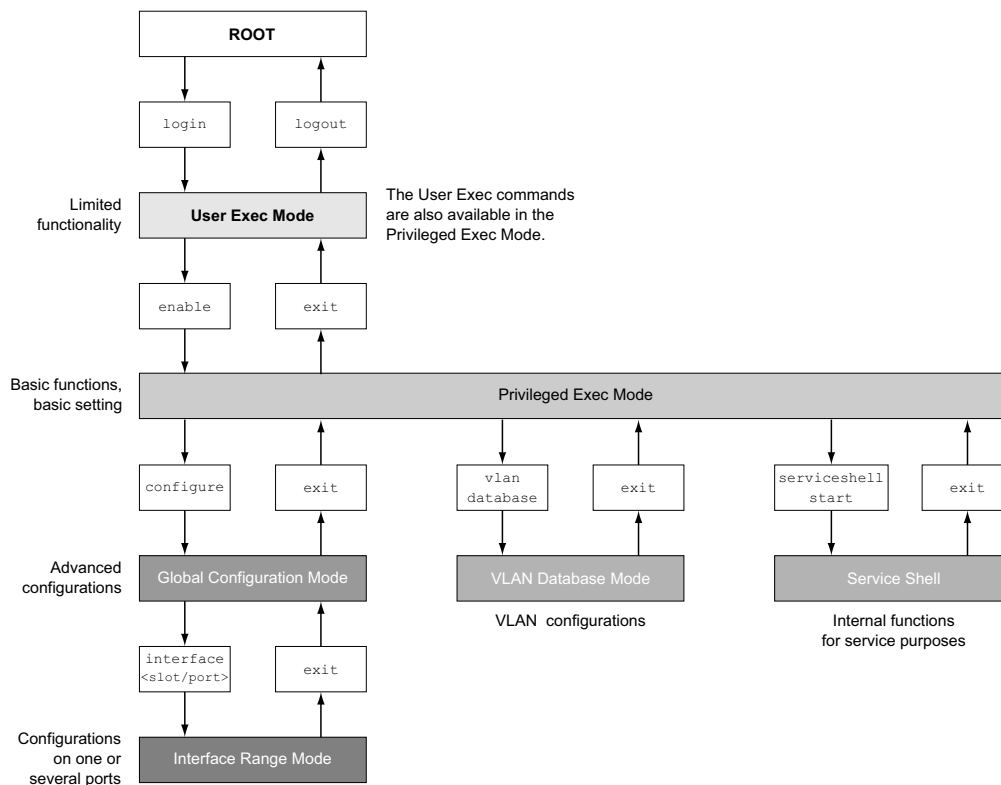 ROOT
login
logout
Limited
functionality
User Exec Mode
The User Exec commands
are also available in the
Privileged Exec Mode.
enable
exit
Basic functions,
basic setting
Privileged Exec Mode
configure
exit
vlan
database
exit
serviceshell
start
exit
Advanced
configurations
Global Configuration Mode
VLAN Database Mode
Service Shell
VLAN configurations
Internal functions
for service purposes
interface
<slot/port>
exit
Configurations
on one or
several ports
Interface Range Mode